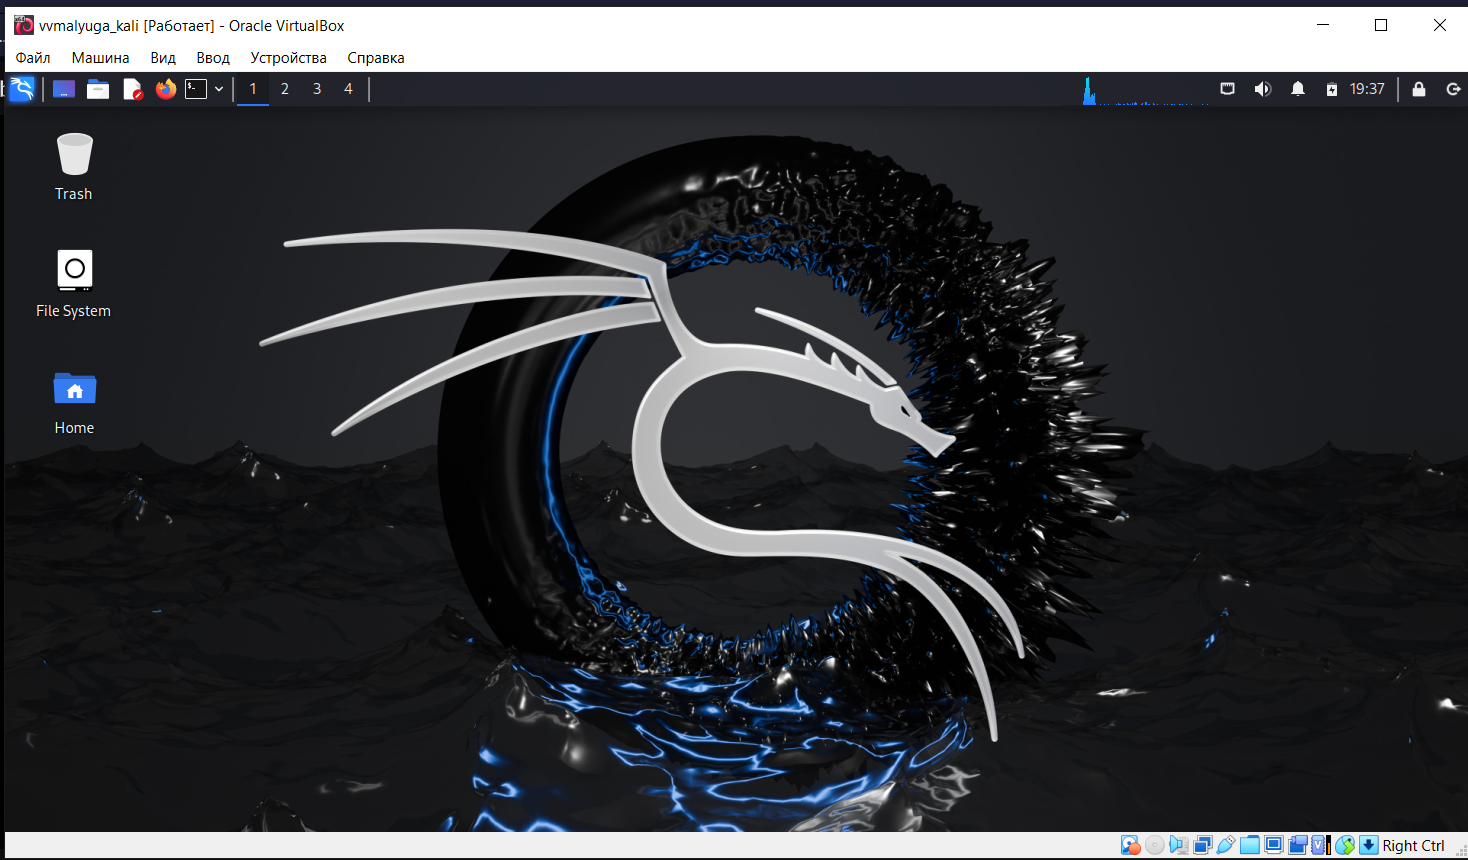 vvmalyuga_kali [Работает] - Oracle VirtualBox
Файл Машина Вид Ввод Устройства Справка
1 2 3 4 19:37
Trash
File System
Home
Right Ctrl